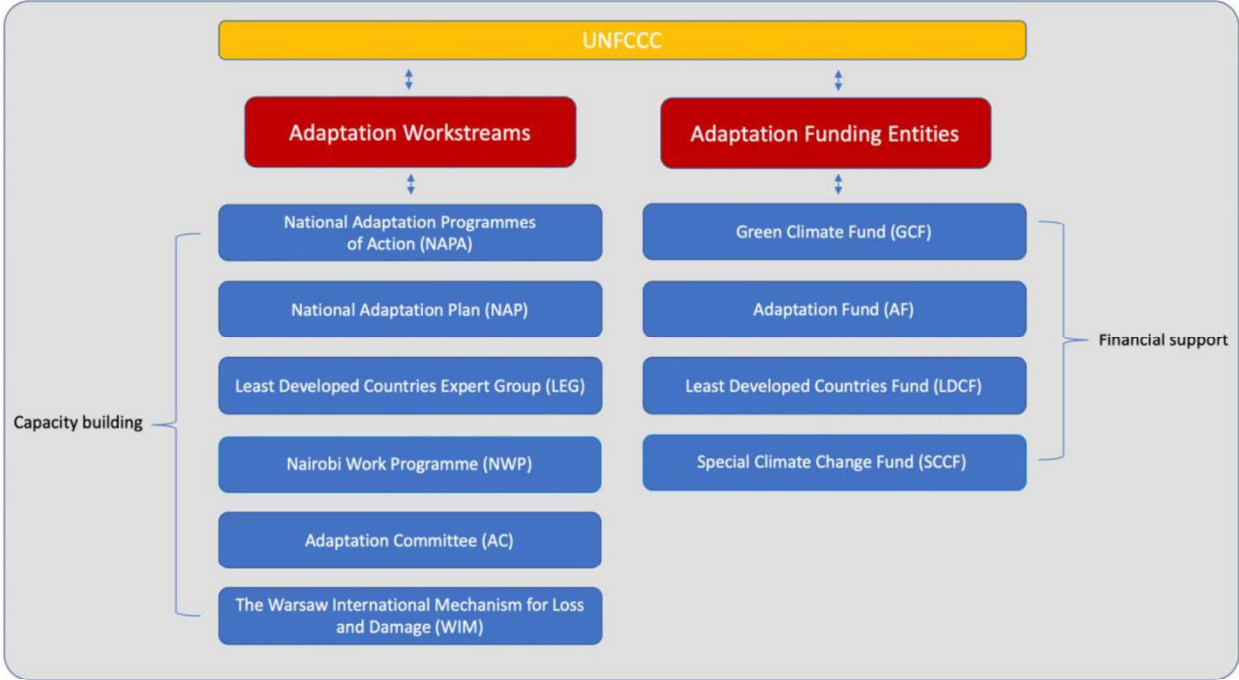 UNFCCC
Adaptation Workstreams
Adaptation Funding Entities
National Adaptation Programmes
of Action (NAPA)
National Adaptation Plan (NAP)
Least Developed Countries Expert Group (LEG)
Nairobi Work Programme (NWP)
Adaptation Committee (AC)
The Warsaw International Mechanism for Loss
and Damage (WIM)
Capacity building
Green Climate Fund (GCF)
Adaptation Fund (AF)
Least Developed Countries Fund (LDCF)
Special Climate Change Fund (SCCF)
Financial support